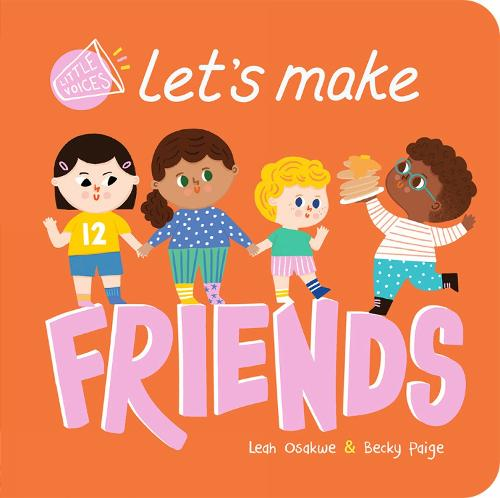 LITTLE
VOICES
Let's make
12
FRIENDS
Leah Osakwe & Becky Paige